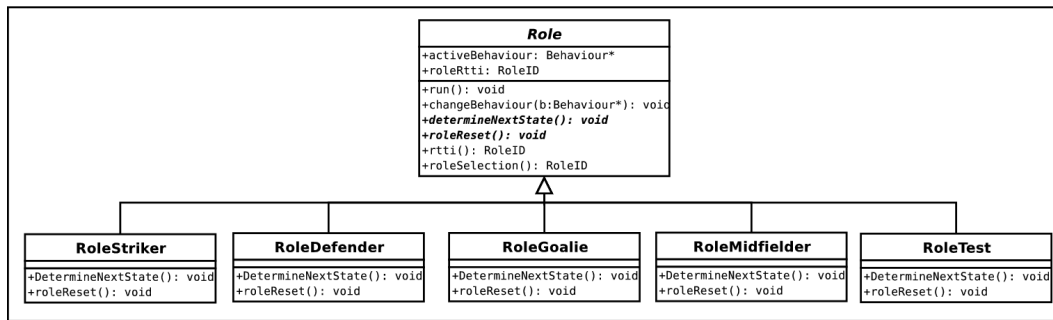 Role
+activeBehaviour: Behaviour*
+roleRtti: RoleID
+run(): void
+changeBehaviour(b:Behaviour*): void
+determineNextState(): void
+roleReset(): void
+rtti(): RoleID
+roleSelection(): RoleID
RoleStriker
+DetermineNextState(): void
+roleReset(): void
RoleDefender
+DetermineNextState(): void
+roleReset(): void
RoleGoalie
+DetermineNextState(): void
+roleReset(): void
RoleMidfielder
+DetermineNextState(): void
+roleReset(): void
RoleTest
+DetermineNextState(): void
+roleReset(): void